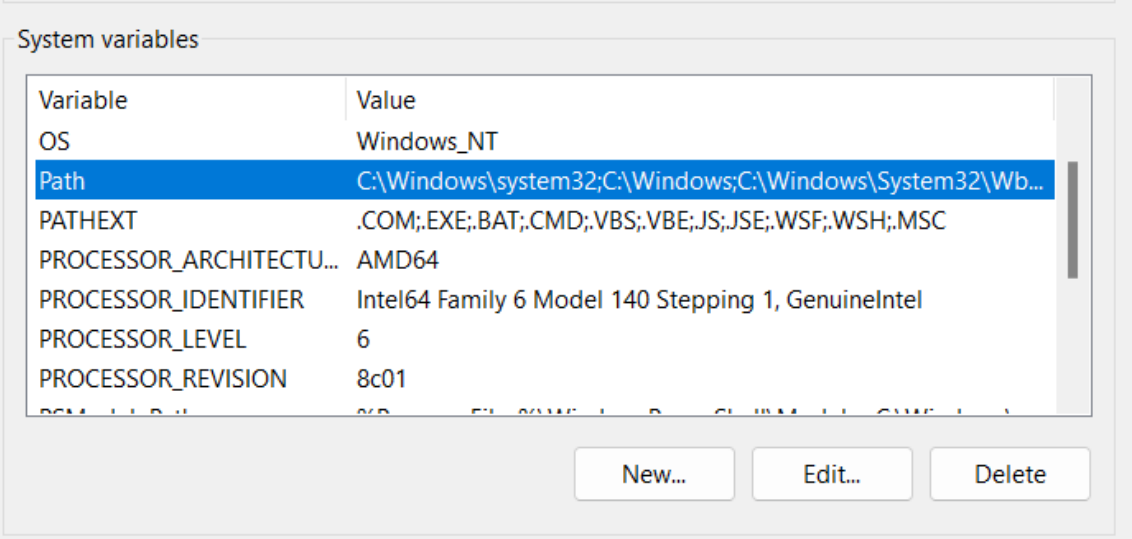 System variables
Variable Value
OS Windows_NT
Path C:\Windows\system32;C:\Windows;C:\Windows\System32\Wb...
PATHEXT .COM;.EXE;.BAT;.CMD;.VBS;.VBE;.JS;.JSE;.WSF;.WSH;.MSC
PROCESSOR_ARCHITECTU... AMD64
PROCESSOR_IDENTIFIER Intel64 Family 6 Model 140 Stepping 1, GenuineIntel
PROCESSOR_LEVEL 6
PROCESSOR_REVISION 8c01
New... Edit... Delete